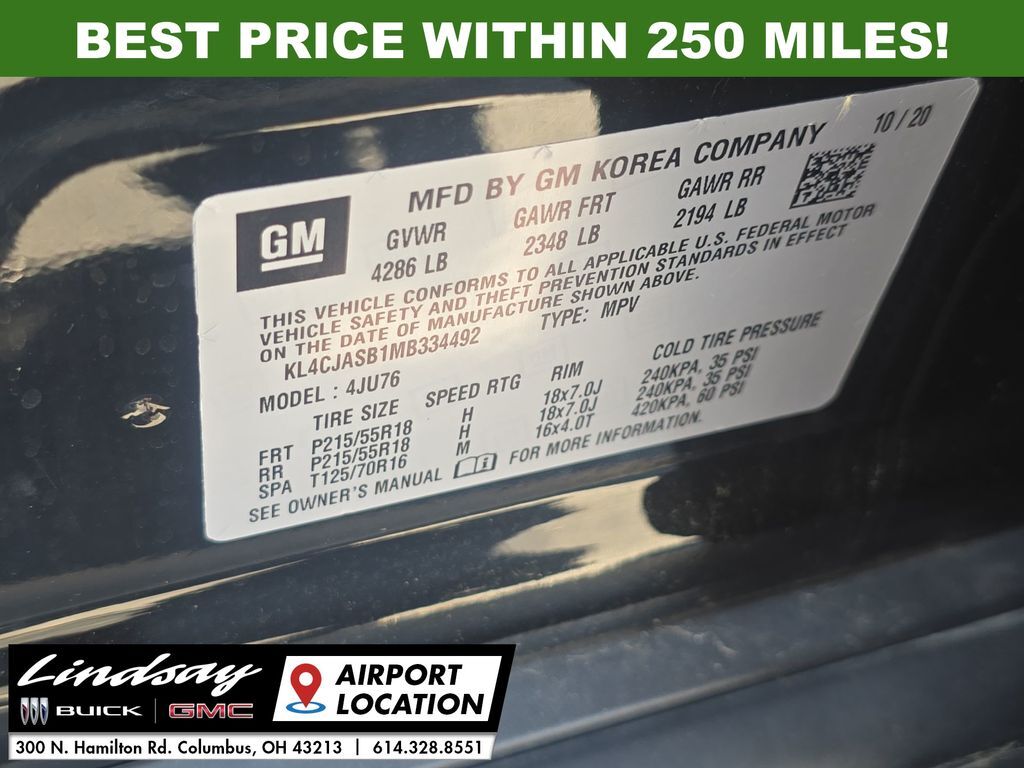 BEST PRICE WITHIN 250 MILES!
MFD BY GM KOREA COMPANY 10 / 20
GM
GVWR GAWR FRT GAWR RR
4286 LB 2348 LB 2194 LB
THIS VEHICLE CONFORMS TO ALL APPLICABLE U.S. FEDERAL MOTOR
VEHICLE SAFETY AND THEFT PREVENTION STANDARDS IN EFFECT
ON THE DATE OF MANUFACTURE SHOWN ABOVE.
KL4CJASB1MB334492 TYPE: MPV
MODEL : 4JU76
TIRE SIZE SPEED RTG RIM COLD TIRE PRESSURE
FRT P215/55R18 H 18x7.0J 240KPA, 35 PSI
RR P215/55R18 H 18x7.0J 240KPA, 35 PSI
SPA T125/70R16 M 16x4.0T 420KPA, 60 PSI
SEE OWNER'S MANUAL FOR MORE INFORMATION.
Lindsay
BUICK | GMC
AIRPORT
LOCATION
300 N. Hamilton Rd. Columbus, OH 43213 | 614.328.8551